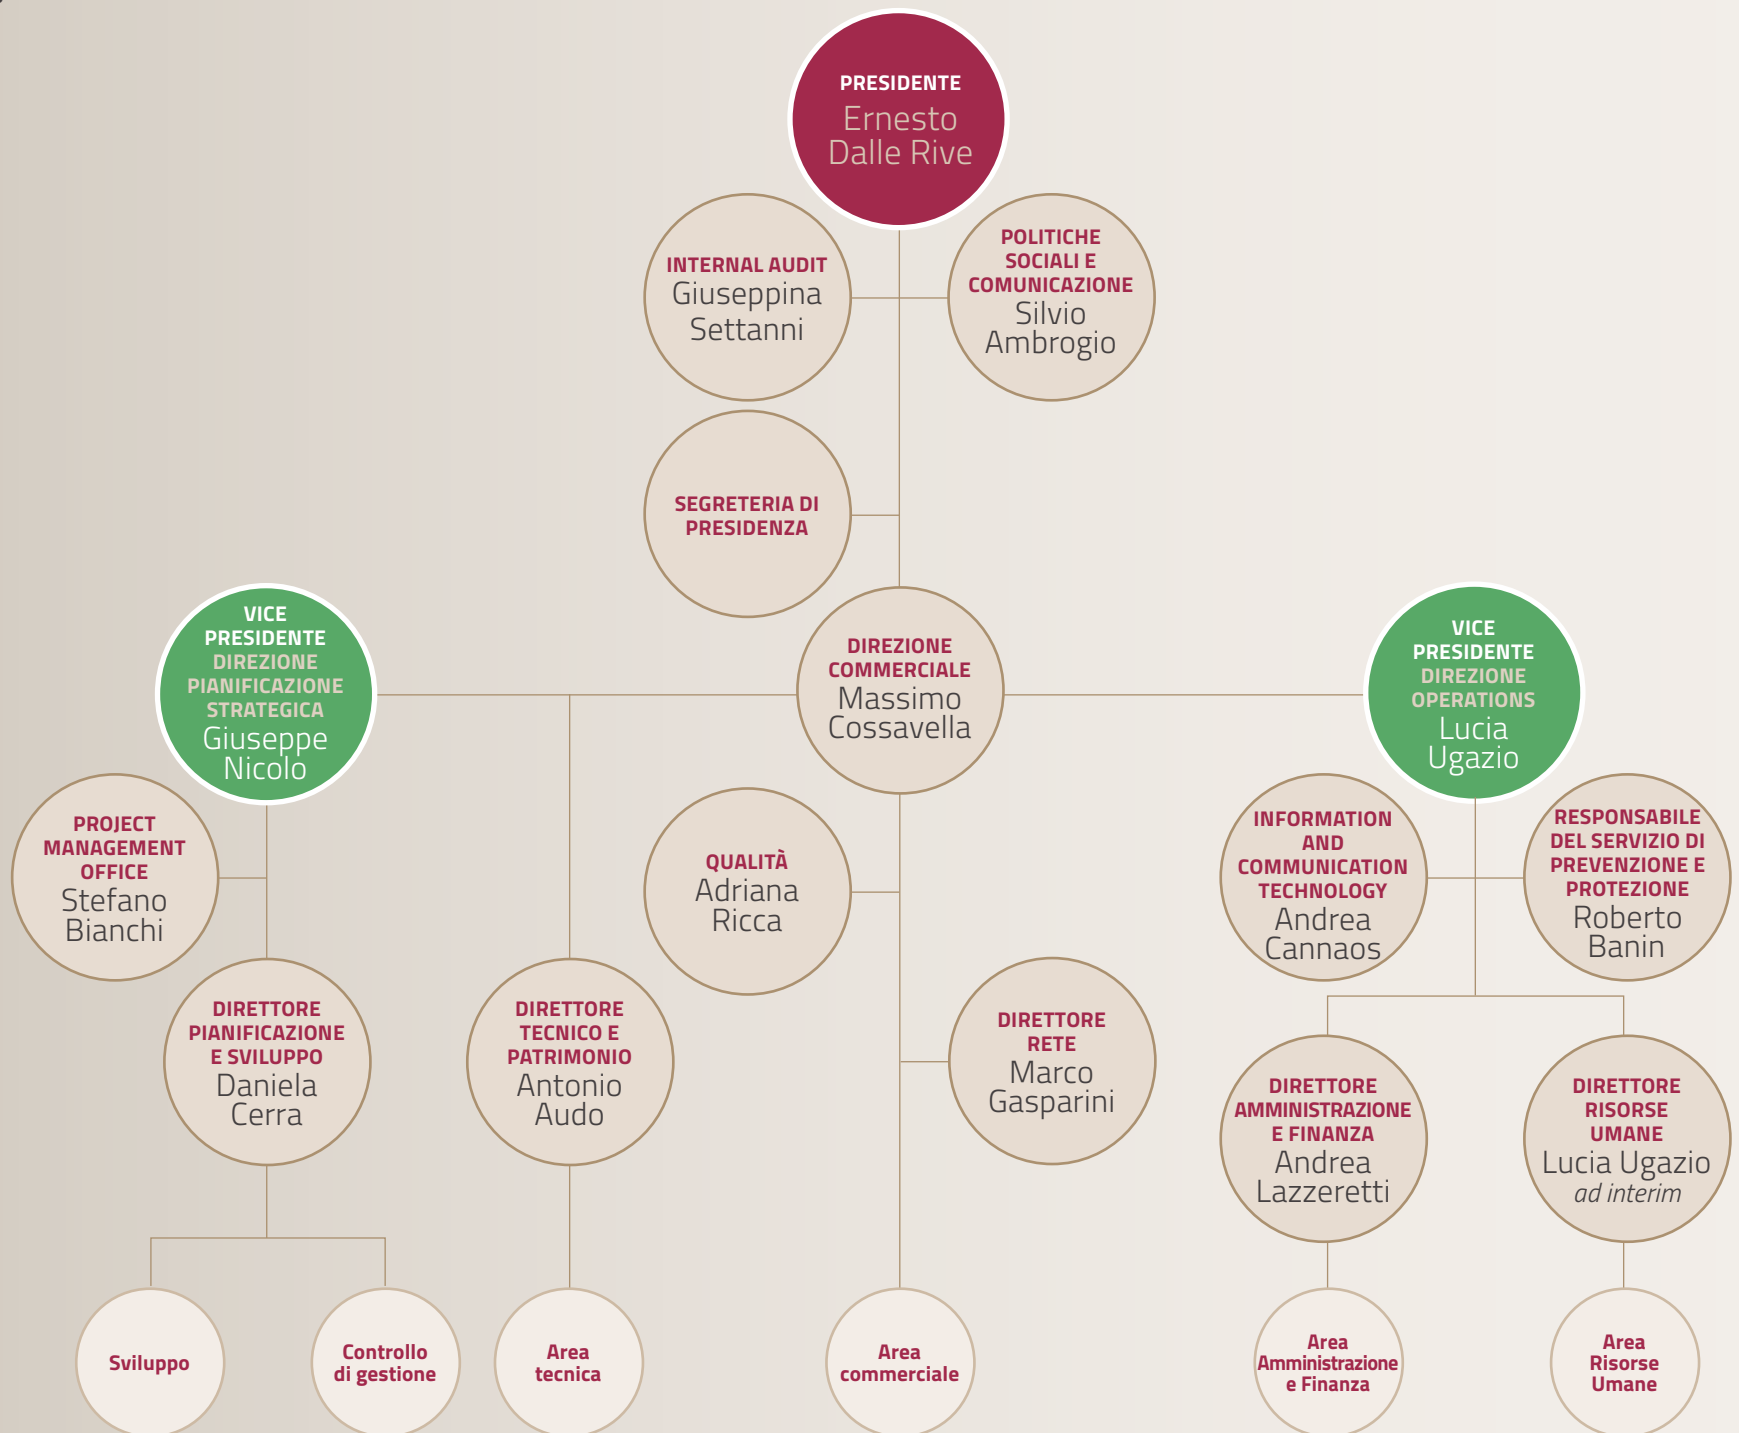 PRESIDENTE
Ernesto
Dalle Rive
INTERNAL AUDIT
Giuseppina
Settanni
POLITICHE
SOCIALI E
COMUNICAZIONE
Silvio
Ambrogio
SEGRETERIA DI
PRESIDENZA
VICE
PRESIDENTE
DIREZIONE
PIANIFICAZIONE
STRATEGICA
Giuseppe
Nicolo
DIREZIONE
COMMERCIALE
Massimo
Cossavella
VICE
PRESIDENTE
DIREZIONE
OPERATIONS
Lucia
Ugazio
PROJECT
MANAGEMENT
OFFICE
Stefano
Bianchi
QUALITÀ
Adriana
Ricca
INFORMATION
AND
COMMUNICATION
TECHNOLOGY
Andrea
Cannaos
RESPONSABILE
DEL SERVIZIO DI
PREVENZIONE E
PROTEZIONE
Roberto
Banin
DIRETTORE
PIANIFICAZIONE
E SVILUPPO
Daniela
Cerra
DIRETTORE
TECNICO E
PATRIMONIO
Antonio
Audo
DIRETTORE
RETE
Marco
Gasparini
DIRETTORE
AMMINISTRAZIONE
E FINANZA
Andrea
Lazzeretti
DIRETTORE
RISORSE
UMANE
Lucia Ugazio
ad interim
Sviluppo
Controllo
di gestione
Area
tecnica
Area
commerciale
Area
Amministrazione
e Finanza
Area
Risorse
Umane